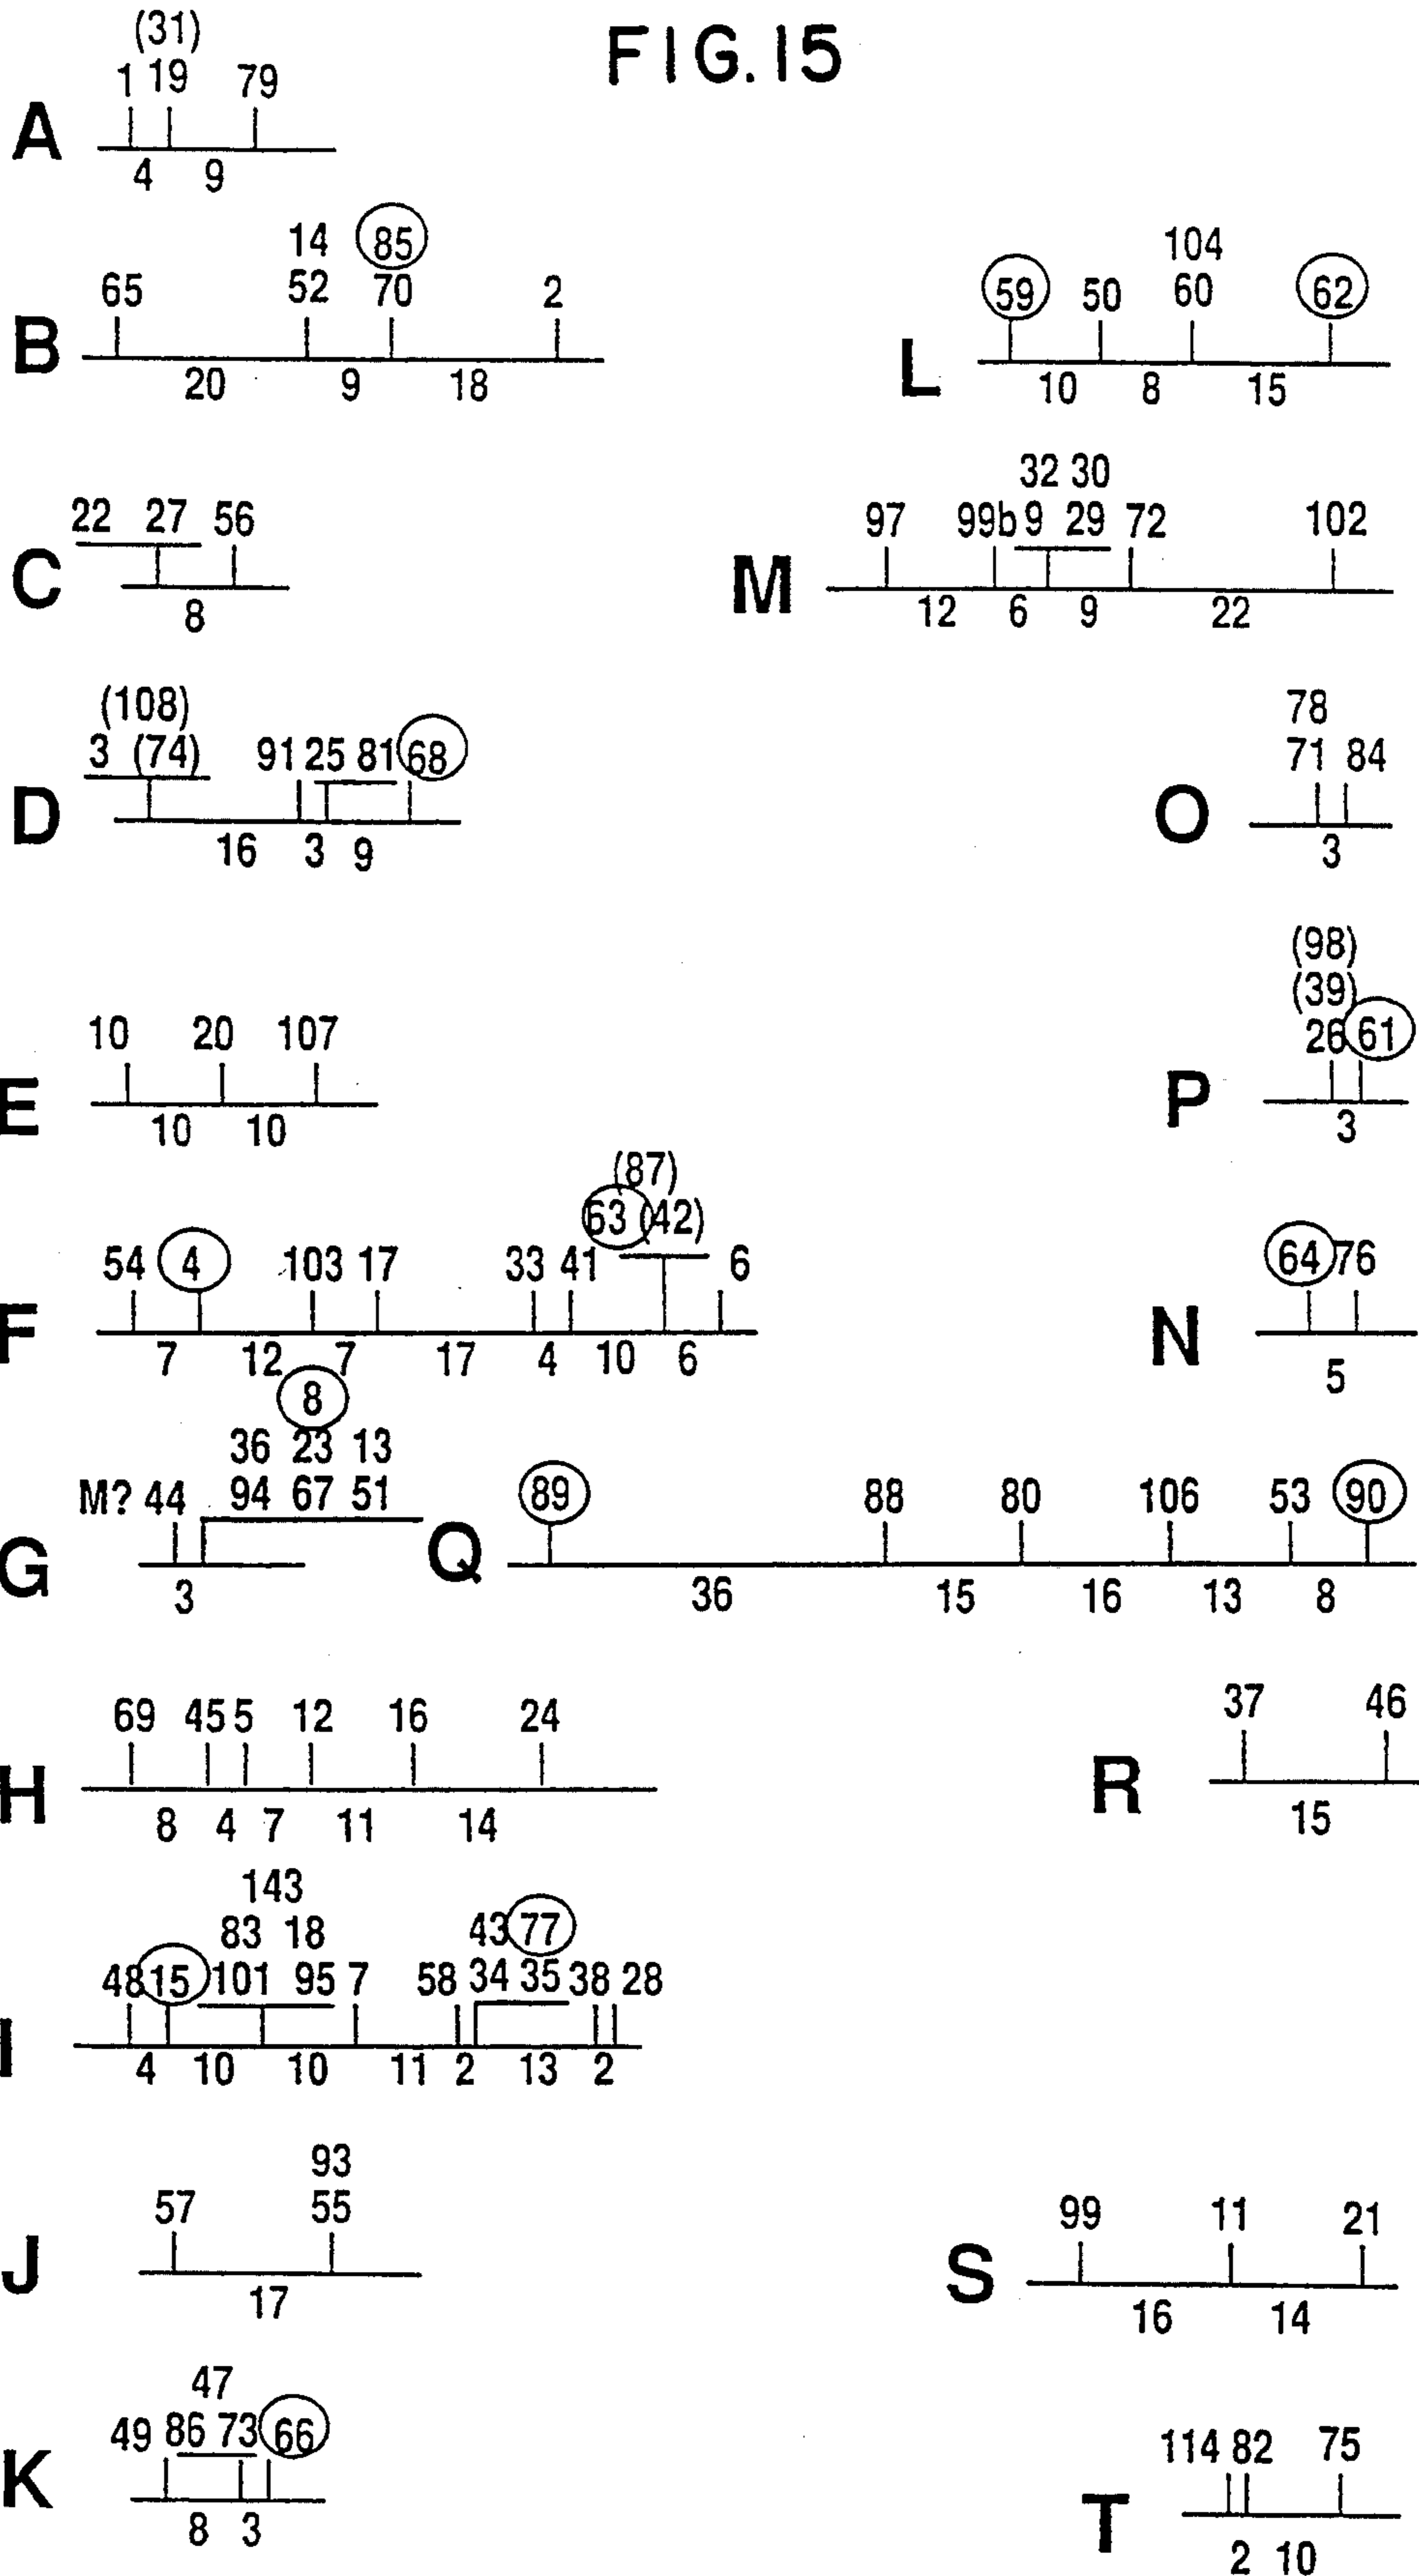 FIG.15
(31)
1 19 79
A
4 9
14 85
65 52 70 2
B
20 9 18
22 27 56
C
8
(108)
3 (74) 91 25 81 68
D
16 3 9
10 20 107
E
10 10
(87)
63 (42)
54 4 103 17 33 41 6
F
7 12 7 17 4 10 6
8
36 23 13
M? 44 94 67 51
G
3
69 45 5 12 16 24
H
8 4 7 11 14
143
83 18 43 77
48 15 101 95 7 58 34 35 38 28
I
4 10 10 11 2 13 2
93
57 55
J
17
47
49 86 73 66
K
8 3
104
59 50 60 62
L
10 8 15
32 30
97 99b 9 29 72 102
M
12 6 9 22
78
71 84
O
3
(98)
(39)
26 61
P
3
64 76
N
5
89 88 80 106 53 90
Q
36 15 16 13 8
37 46
R
15
99 11 21
S
16 14
114 82 75
T
2 10